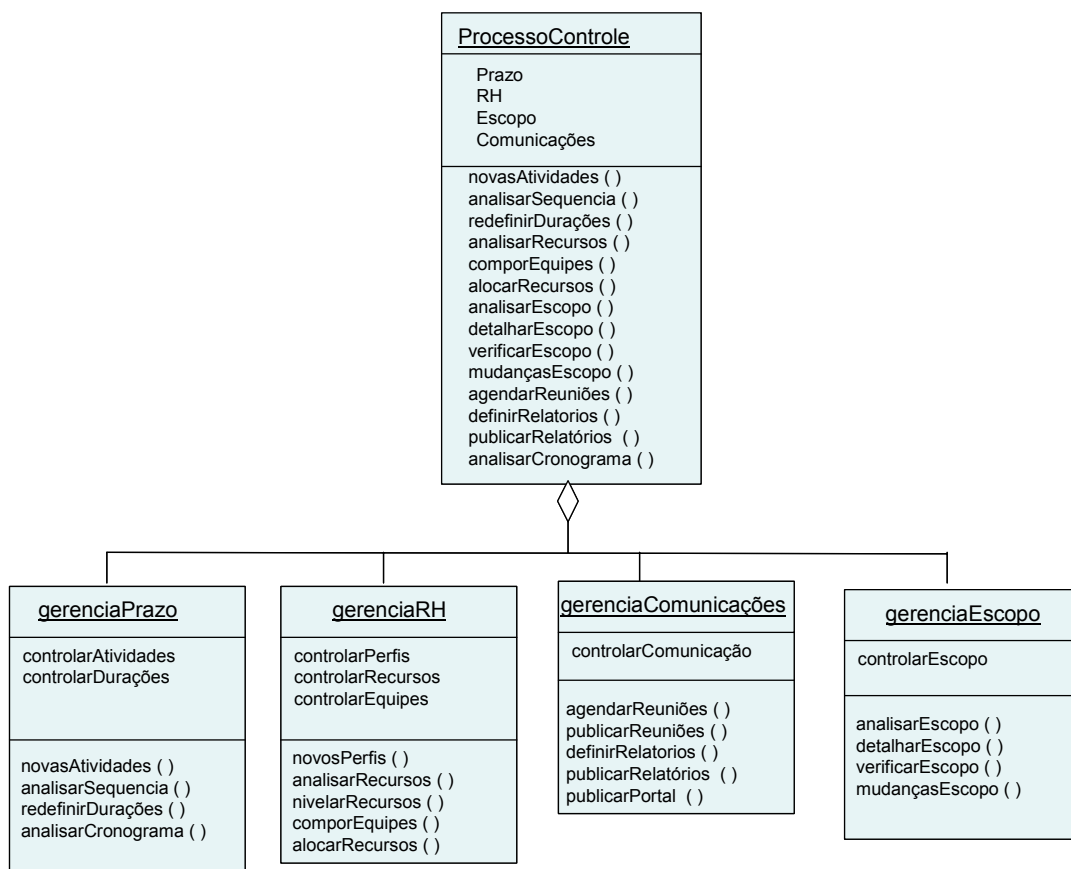 ProcessoControle
Prazo
RH
Escopo
Comunicações
novasAtividades ( )
analisarSequencia ( )
redefinirDurações ( )
analisarRecursos ( )
comporEquipes ( )
alocarRecursos ( )
analisarEscopo ( )
detalharEscopo ( )
verificarEscopo ( )
mudançasEscopo ( )
agendarReuniões ( )
definirRelatorios ( )
publicarRelatórios ( )
analisarCronograma ( )
gerenciaPrazo
controlarAtividades
controlarDurações
novasAtividades ( )
analisarSequencia ( )
redefinirDurações ( )
analisarCronograma ( )
gerenciaRH
controlarPerfis
controlarRecursos
controlarEquipes
novosPerfis ( )
analisarRecursos ( )
nivelarRecursos ( )
comporEquipes ( )
alocarRecursos ( )
gerenciaComunicações
controlarComunicação
agendarReuniões ( )
publicarReuniões ( )
definirRelatorios ( )
publicarRelatórios ( )
publicarPortal ( )
gerenciaEscopo
controlarEscopo
analisarEscopo ( )
detalharEscopo ( )
verificarEscopo ( )
mudançasEscopo ( )